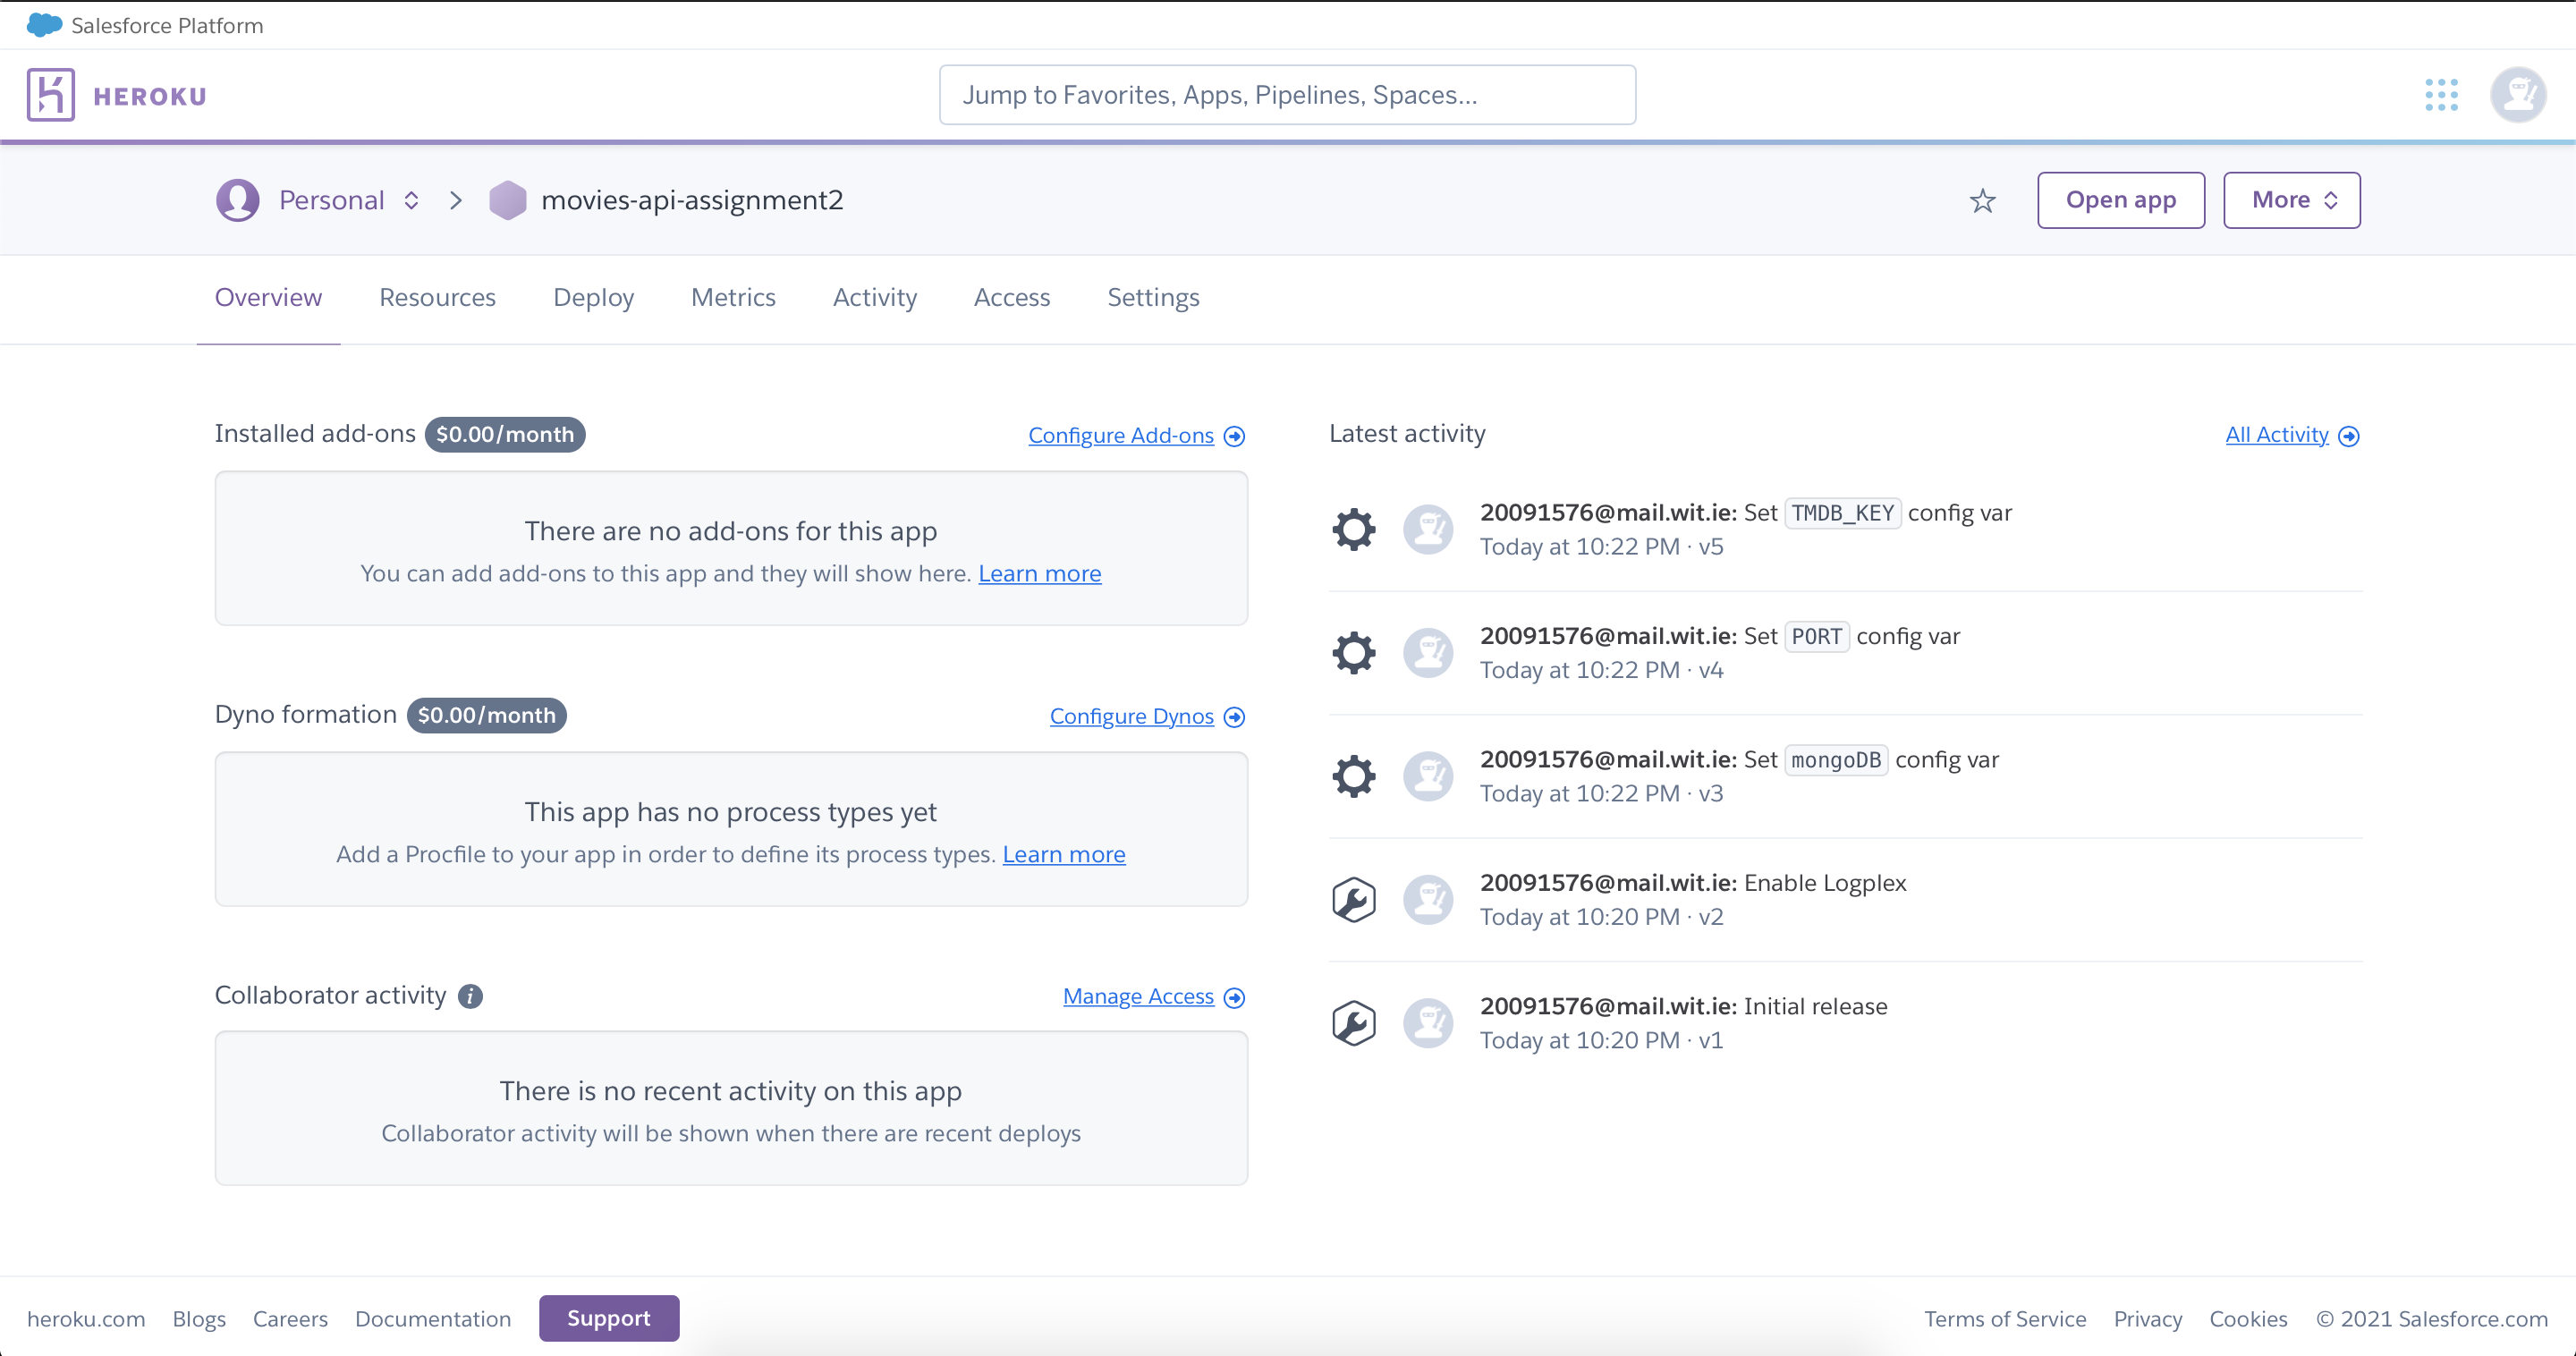 Salesforce Platform
HEROKU
Jump to Favorites, Apps, Pipelines, Spaces...
Personal
movies-api-assignment2
Open app
More
Overview Resources Deploy Metrics Activity Access Settings
Installed add-ons $0.00/month
Configure Add-ons
There are no add-ons for this app
You can add add-ons to this app and they will show here. Learn more
Dyno formation $0.00/month
Configure Dynos
This app has no process types yet
Add a Procfile to your app in order to define its process types. Learn more
Collaborator activity i
Manage Access
There is no recent activity on this app
Collaborator activity will be shown when there are recent deploys
Latest activity
All Activity
20091576@mail.wit.ie: Set TMDB_KEY config var
Today at 10:22 PM · v5
20091576@mail.wit.ie: Set PORT config var
Today at 10:22 PM · v4
20091576@mail.wit.ie: Set mongoDB config var
Today at 10:22 PM · v3
20091576@mail.wit.ie: Enable Logplex
Today at 10:20 PM · v2
20091576@mail.wit.ie: Initial release
Today at 10:20 PM · v1
heroku.com Blogs Careers Documentation Support
Terms of Service Privacy Cookies © 2021 Salesforce.com